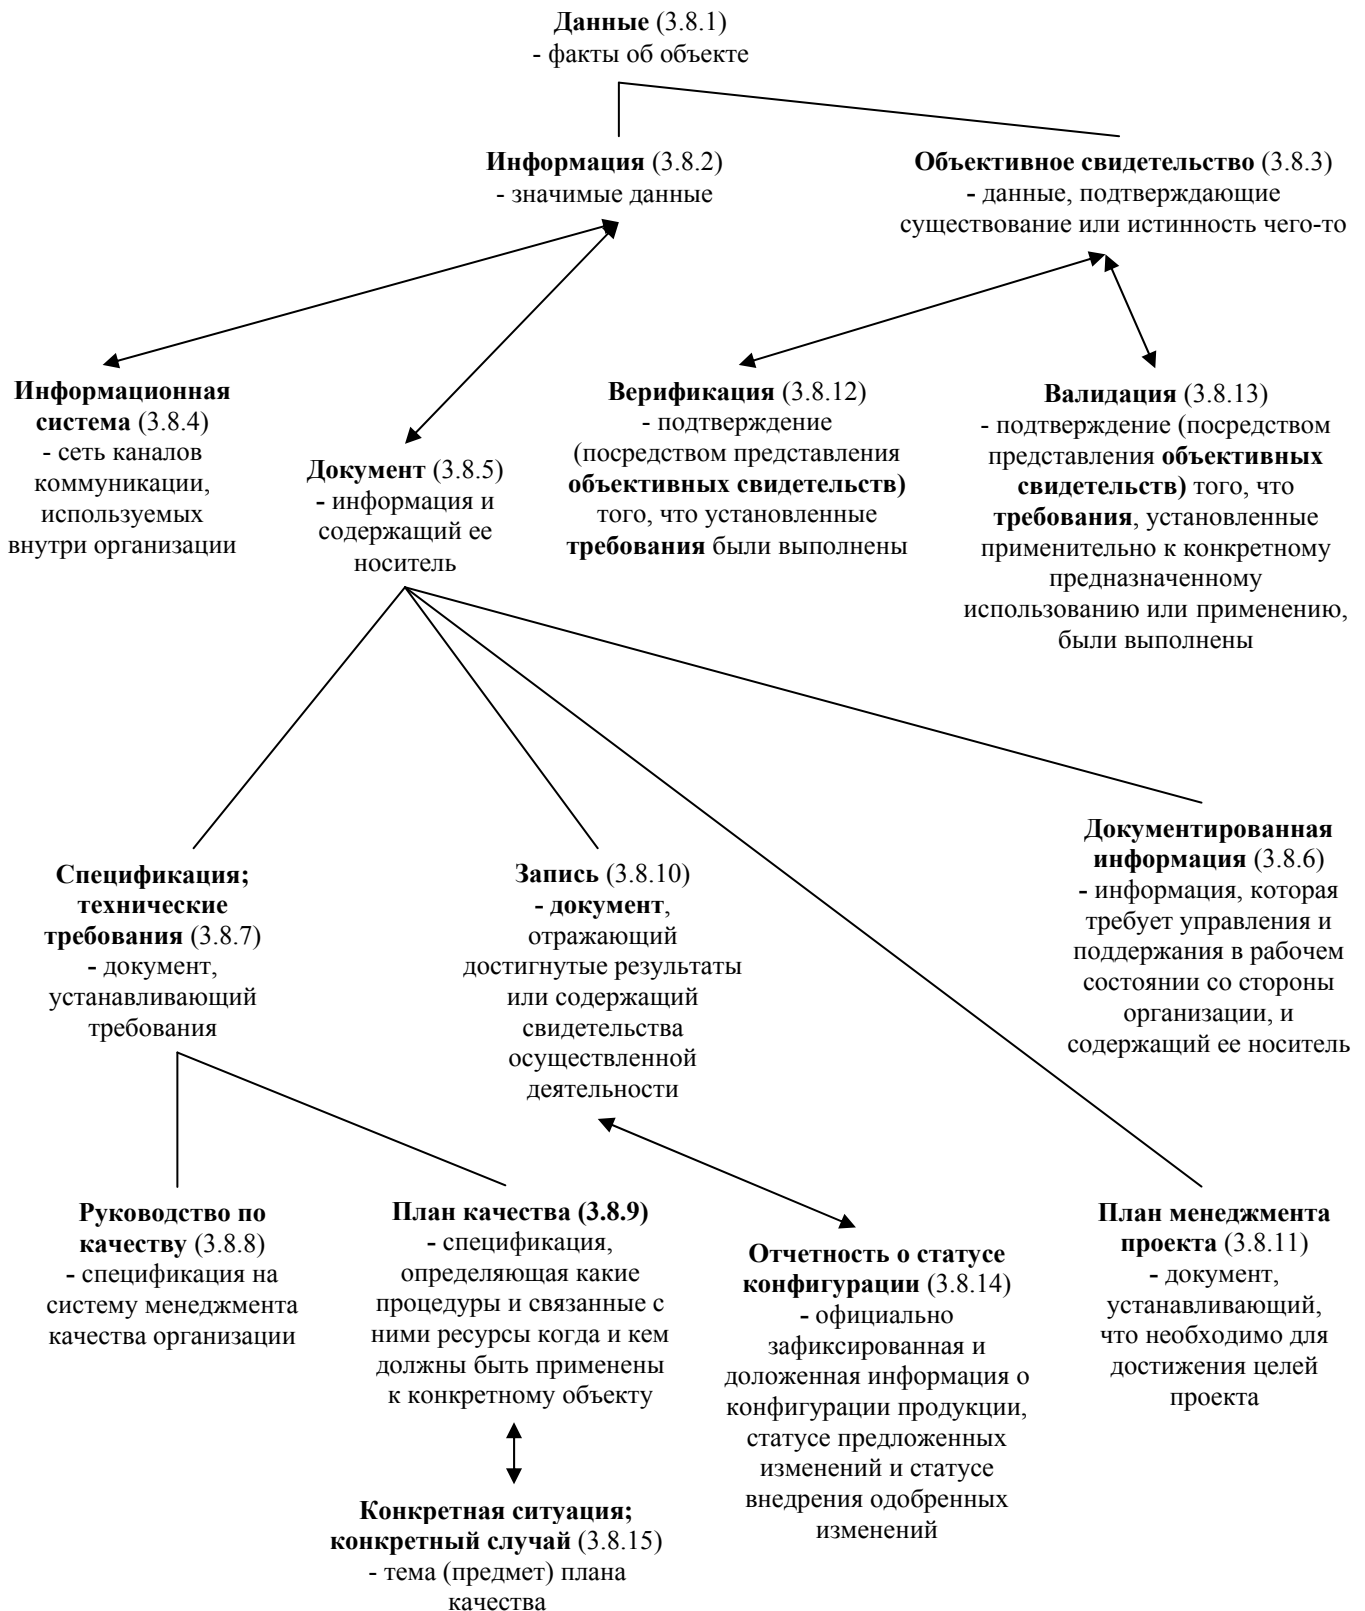 Данные (3.8.1)
- факты об объекте
Информация (3.8.2)
- значимые данные
Объективное свидетельство (3.8.3)
- данные, подтверждающие
существование или истинность чего-то
Информационная
система (3.8.4)
- сеть каналов
коммуникации,
используемых
внутри организации
Документ (3.8.5)
- информация и
содержащий ее
носитель
Верификация (3.8.12)
- подтверждение
(посредством представления
объективных свидетельств)
того, что установленные
требования были выполнены
Валидация (3.8.13)
- подтверждение (посредством
представления объективных
свидетельств) того, что
требования, установленные
применительно к конкретному
предназначенному
использованию или применению,
были выполнены
Спецификация;
технические
требования (3.8.7)
- документ,
устанавливающий
требования
Запись (3.8.10)
- документ,
отражающий
достигнутые результаты
или содержащий
свидетельства
осуществленной
деятельности
Документированная
информация (3.8.6)
- информация, которая
требует управления и
поддержания в рабочем
состоянии со стороны
организации, и
содержащий ее носитель
Руководство по
качеству (3.8.8)
- спецификация на
систему менеджмента
качества организации
План качества (3.8.9)
- спецификация,
определяющая какие
процедуры и связанные с
ними ресурсы когда и кем
должны быть применены
к конкретному объекту
Отчетность о статусе
конфигурации (3.8.14)
- официально
зафиксированная и
доложенная информация о
конфигурации продукции,
статусе предложенных
изменений и статусе
внедрения одобренных
изменений
План менеджмента
проекта (3.8.11)
- документ,
устанавливающий,
что необходимо для
достижения целей
проекта
Конкретная ситуация;
конкретный случай (3.8.15)
- тема (предмет) плана
качества